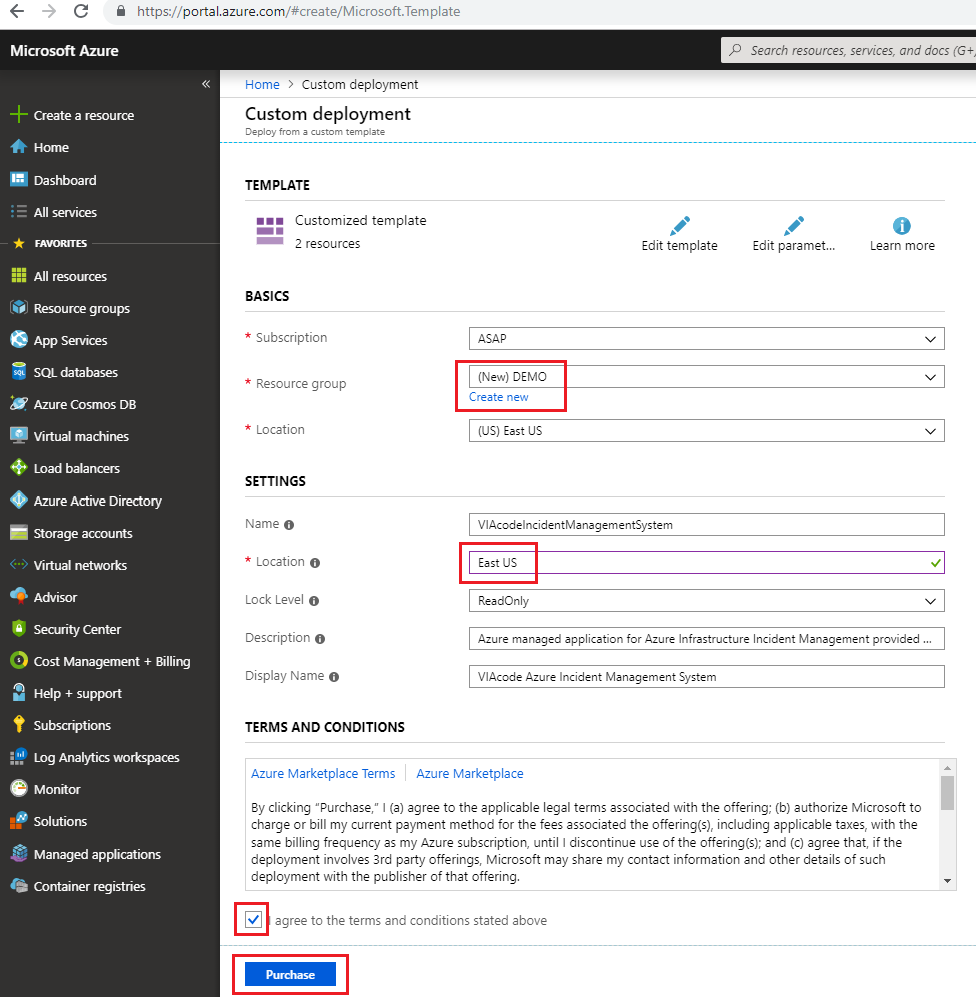 https://portal.azure.com/#create/Microsoft.Template
Microsoft Azure
Search resources, services, and docs (G+/
«
Create a resource
Home
Dashboard
All services
FAVORITES
All resources
Resource groups
App Services
SQL databases
Azure Cosmos DB
Virtual machines
Load balancers
Azure Active Directory
Storage accounts
Virtual networks
Advisor
Security Center
Cost Management + Billing
Help + support
Subscriptions
Log Analytics workspaces
Monitor
Solutions
Managed applications
Container registries
Home > Custom deployment
Custom deployment
Deploy from a custom template
TEMPLATE
Customized template
2 resources
Edit template
Edit paramet...
Learn more
BASICS
* Subscription
ASAP
* Resource group
(New) DEMO
Create new
* Location
(US) East US
SETTINGS
Name
VIAcodeIncidentManagementSystem
* Location
East US
Lock Level
ReadOnly
Description
Azure managed application for Azure Infrastructure Incident Management provided ...
Display Name
VIAcode Azure Incident Management System
TERMS AND CONDITIONS
Azure Marketplace Terms | Azure Marketplace
By clicking “Purchase,” I (a) agree to the applicable legal terms associated with the offering; (b) authorize Microsoft to
charge or bill my current payment method for the fees associated the offering(s), including applicable taxes, with the
same billing frequency as my Azure subscription, until I discontinue use of the offering(s); and (c) agree that, if the
deployment involves 3rd party offerings, Microsoft may share my contact information and other details of such
deployment with the publisher of that offering.
I agree to the terms and conditions stated above
Purchase